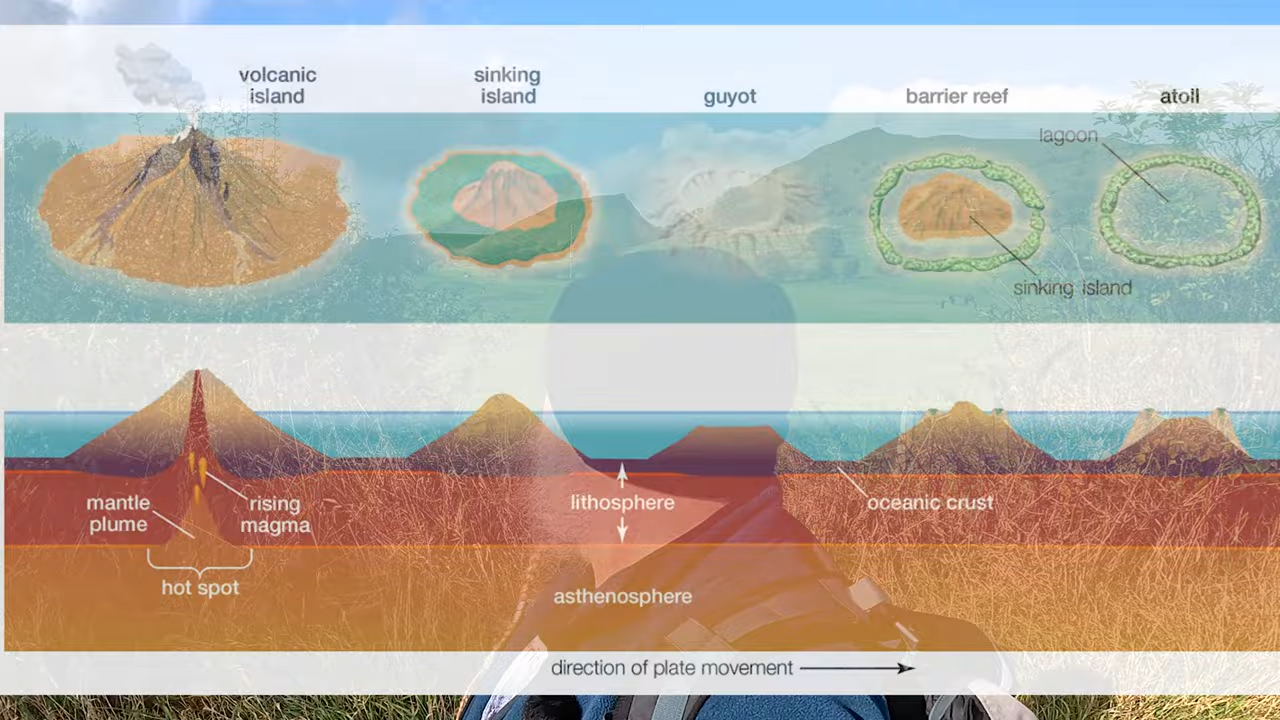 volcanic
island
sinking
island
guyot
barrier reef
atoll
lagoon
sinking island
mantle
plume
rising
magma
lithosphere
oceanic crust
hot spot
asthenosphere
direction of plate movement